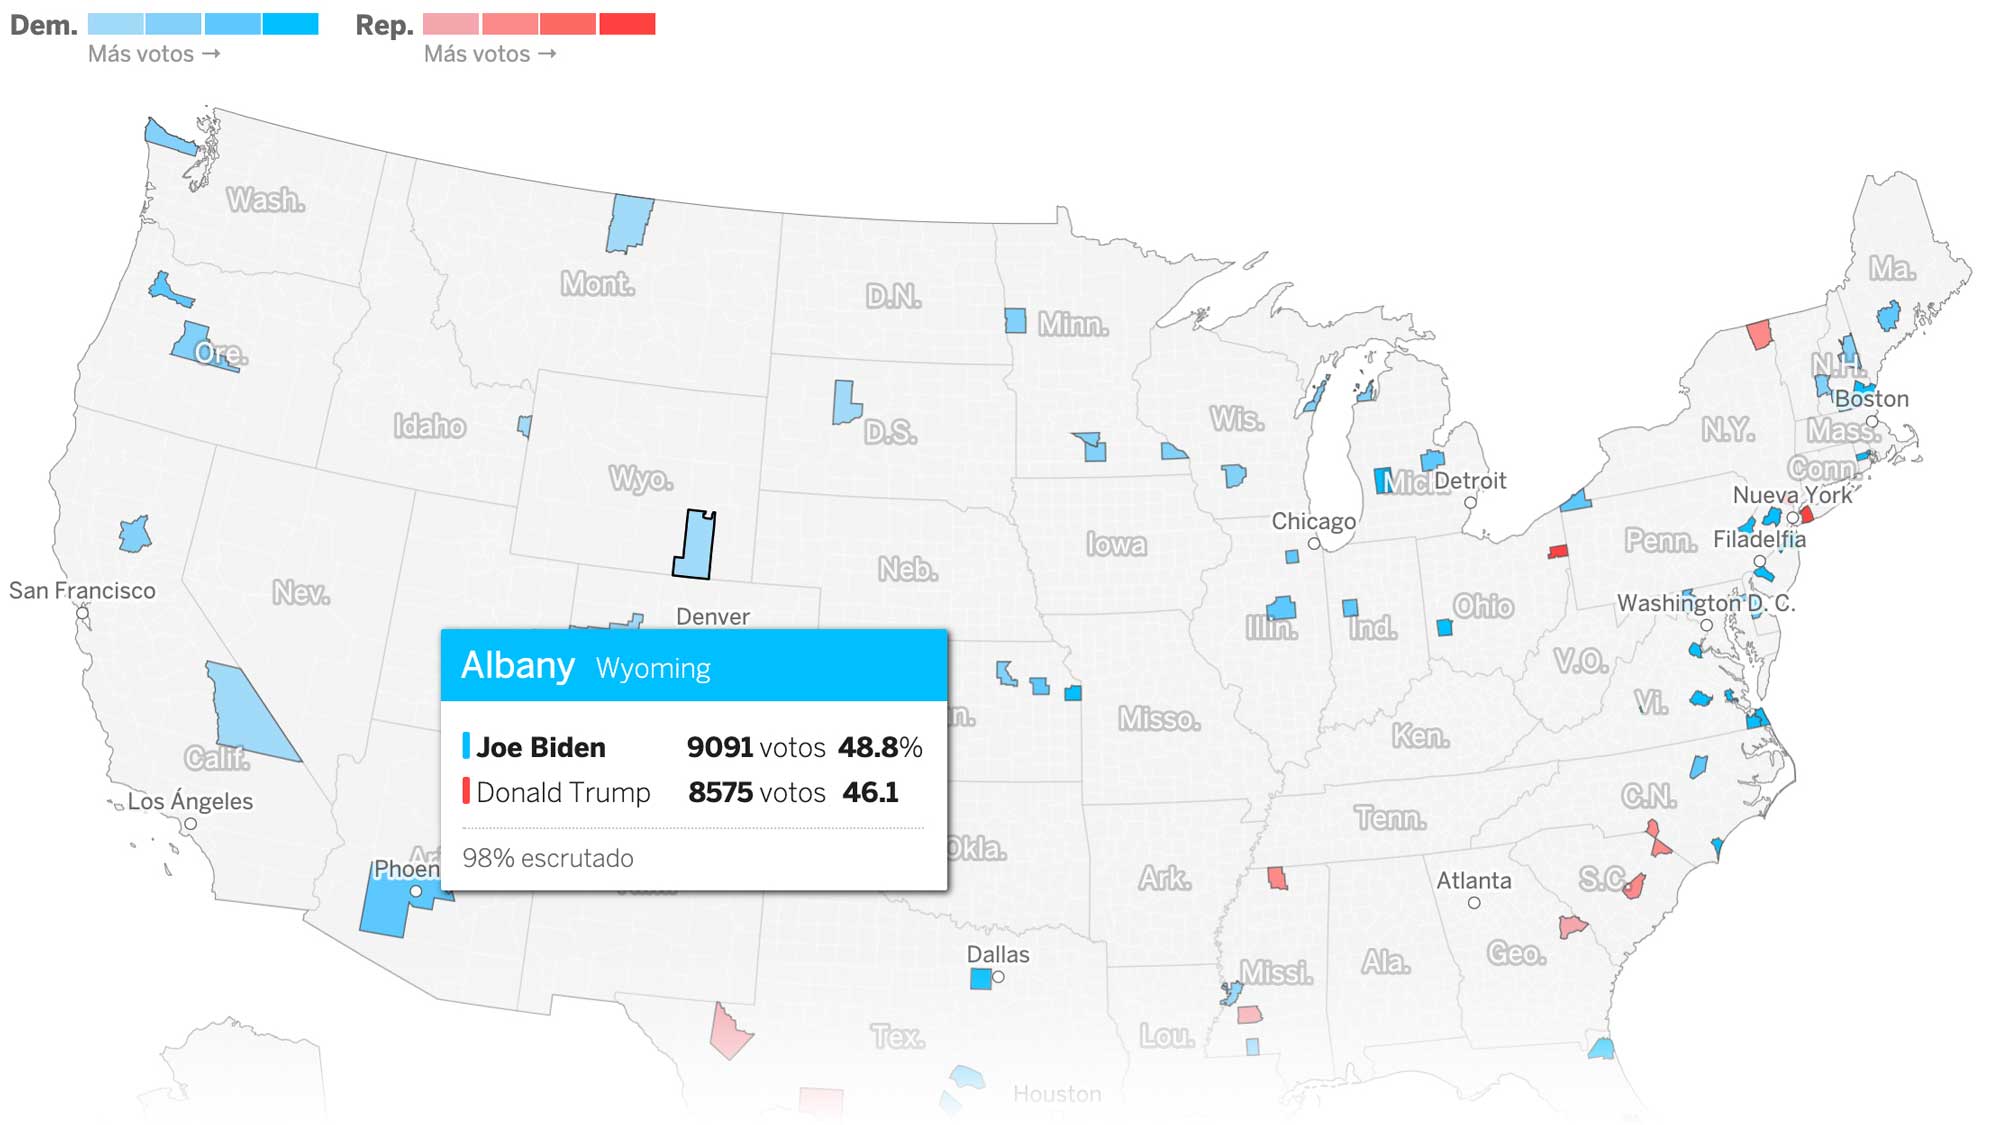 Dem.
Más votos →
Rep.
Más votos →
Wash.
Mont.
D.N.
Minn.
Ma.
Ore.
Idaho
D.S.
Wis.
N.H.
Boston
N.Y.
Mass.
Wyo.
Mich.
Detroit
Conn.
Nueva York
Chicago
Iowa
Penn.
Filadelfia
Neb.
San Francisco
Nev.
Denver
Illin.
Ind.
Ohio
Washington D. C.
V.O.
Albany Wyoming
Joe Biden 9091 votos 48.8%
Donald Trump 8575 votos 46.1
98% escrutado
n.
Misso.
Ken.
Vi.
Calif.
Los Ángeles
Tenn.
C.N.
Okla.
Phoen
Ark.
Atlanta
S.C.
Dallas
Missi.
Ala.
Geo.
Tex.
Lou.
Houston